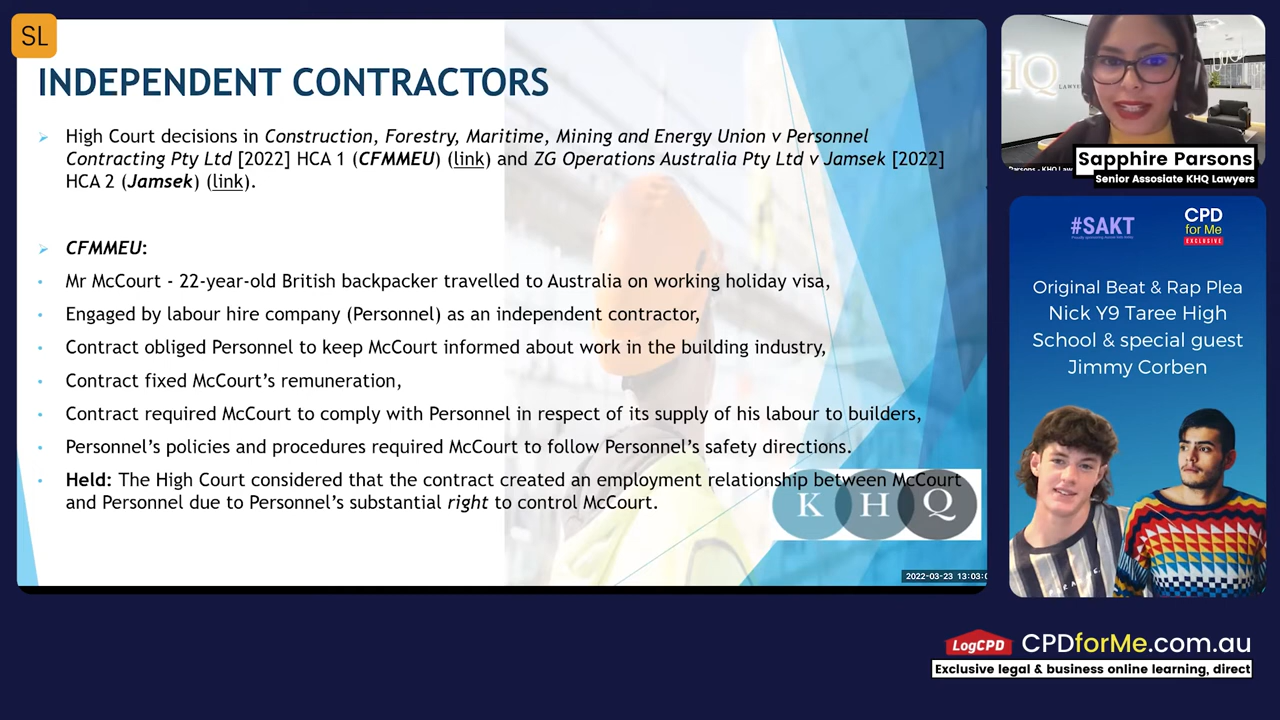 SL
INDEPENDENT CONTRACTORS
High Court decisions in Construction, Forestry, Maritime, Mining and Energy Union v Personnel
Contracting Pty Ltd [2022] HCA 1 (CFMMEU) (link) and ZG Operations Australia Pty Ltd v Jamsek [2022]
HCA 2 (Jamsek) (link).
CFMMEU:
Mr McCourt - 22-year-old British backpacker travelled to Australia on working holiday visa,
Engaged by labour hire company (Personnel) as an independent contractor,
Contract obliged Personnel to keep McCourt informed about work in the building industry,
Contract fixed McCourt's remuneration,
Contract required McCourt to comply with Personnel in respect of its supply of his labour to builders,
Personnel's policies and procedures required McCourt to follow Personnel's safety directions.
Held: The High Court considered that the contract created an employment relationship between McCourt
and Personnel due to Personnel's substantial right to control McCourt.
K H Q
2022-03-23 13:03:0
HQ
LAWYE
Parsons - KHQ Law
Sapphire Parsons
Senior Assosiate KHQ Lawyers
#SAKT
CPD
for Me
EXCLUSIVE
Original Beat & Rap Plea
Nick Y9 Taree High
School & special guest
Jimmy Corben
LogCPD CPDforMe.com.au
Exclusive legal & business online learning, direct